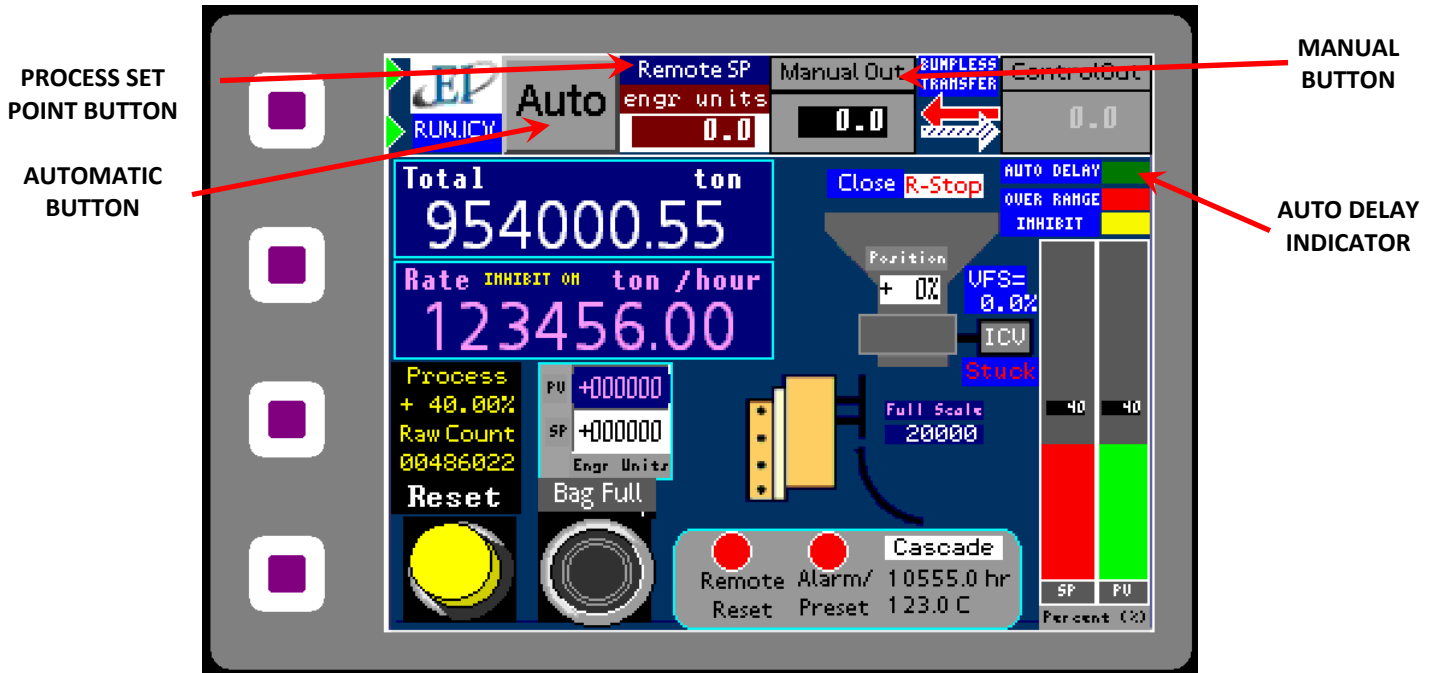 PROCESS SET
POINT BUTTON
AUTOMATIC
BUTTON
MANUAL
BUTTON
AUTO DELAY
INDICATOR
EI
RUN.ICV
Auto
Remote SP
engr units
0.0
Manual Out
0.0
BUMPLESS
TRANSFER
ControlOut
0.0
Total ton
954000.55
Rate INHIBIT ON ton /hour
123456.00
Close R-Stop
AUTO DELAY
OVER RANGE
INHIBIT
Position
+ 0%
VFS=
0.0%
ICV
Stuck
Process
+ 40.00%
Raw Count
00486022
Reset
PV +000000
SP +000000
Engr Units
Bag Full
Full Scale
20000
40 40
SP PV
Percent (%)
Cascade
Remote Alarm/ 10555.0 hr
Reset Preset 123.0 C